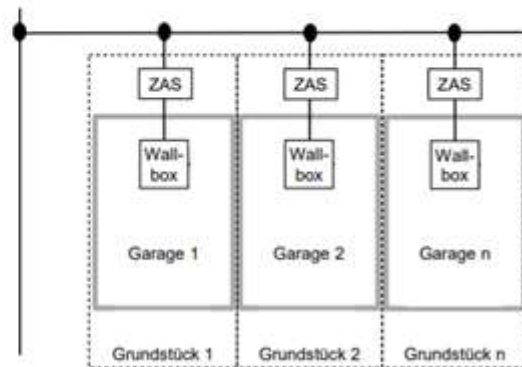 ZAS ZAS ZAS
Wall- Wall- Wall-
box box box
Garage 1 Garage 2 Garage n
Grundstück 1 Grundstück 2 Grundstück n